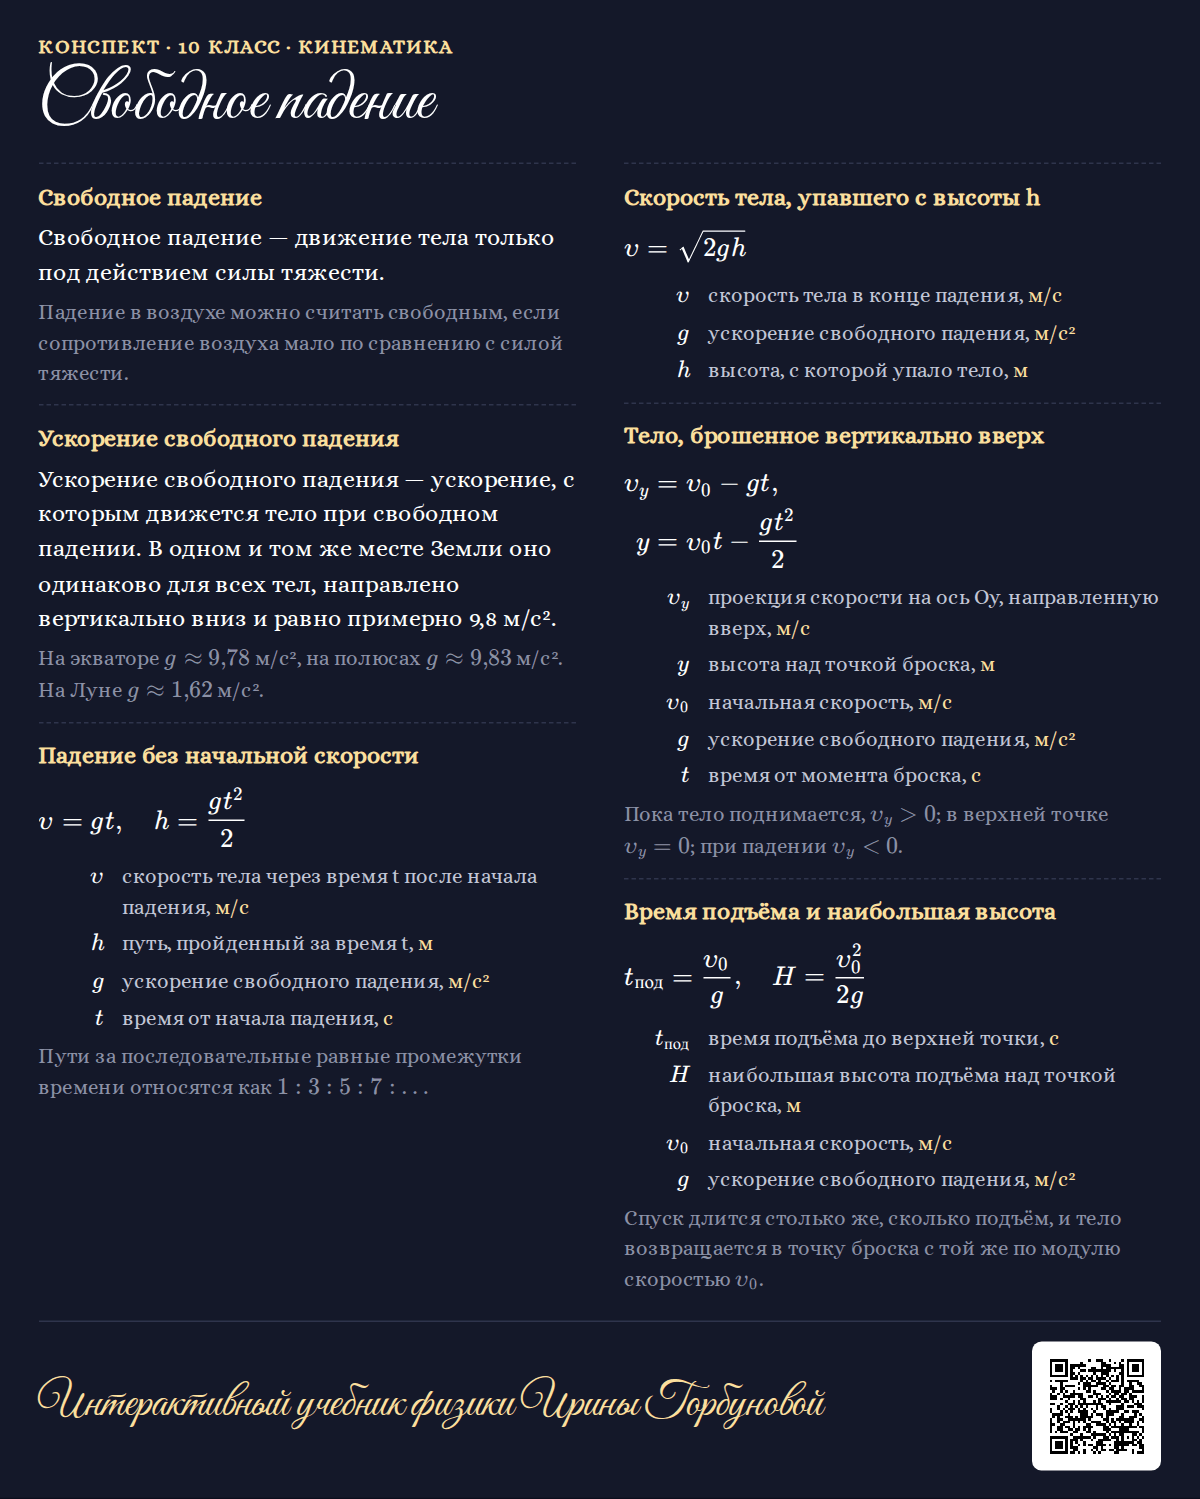 КОНСПЕКТ · 10 КЛАСС · КИНЕМАТИКА
Свободное падение
Свободное падение
Свободное падение — движение тела только
под действием силы тяжести.
Падение в воздухе можно считать свободным, если
сопротивление воздуха мало по сравнению с силой
тяжести.
Ускорение свободного падения
Ускорение свободного падения — ускорение, с
которым движется тело при свободном
падении. В одном и том же месте Земли оно
одинаково для всех тел, направлено
вертикально вниз и равно примерно 9,8 м/с².
На экваторе g ≈ 9,78 м/с², на полюсах g ≈ 9,83 м/с².
На Луне g ≈ 1,62 м/с².
Падение без начальной скорости
v = gt, h = gt²/2
v скорость тела через время t после начала
падения, м/с
h путь, пройденный за время t, м
g ускорение свободного падения, м/с²
t время от начала падения, с
Пути за последовательные равные промежутки
времени относятся как 1 : 3 : 5 : 7 : . . .
Скорость тела, упавшего с высоты h
v = √(2gh)
v скорость тела в конце падения, м/с
g ускорение свободного падения, м/с²
h высота, с которой упало тело, м
Тело, брошенное вертикально вверх
v_y = v₀ − gt,
y = v₀t − gt²/2
v_y проекция скорости на ось Oy, направленную
вверх, м/с
y высота над точкой броска, м
v₀ начальная скорость, м/с
g ускорение свободного падения, м/с²
t время от момента броска, с
Пока тело поднимается, v_y > 0; в верхней точке
v_y = 0; при падении v_y < 0.
Время подъёма и наибольшая высота
t_под = v₀/g, H = v₀²/2g
t_под время подъёма до верхней точки, с
H наибольшая высота подъёма над точкой
броска, м
v₀ начальная скорость, м/с
g ускорение свободного падения, м/с²
Спуск длится столько же, сколько подъём, и тело
возвращается в точку броска с той же по модулю
скоростью v₀.
Интерактивный учебник физики Ирины Горбуновой